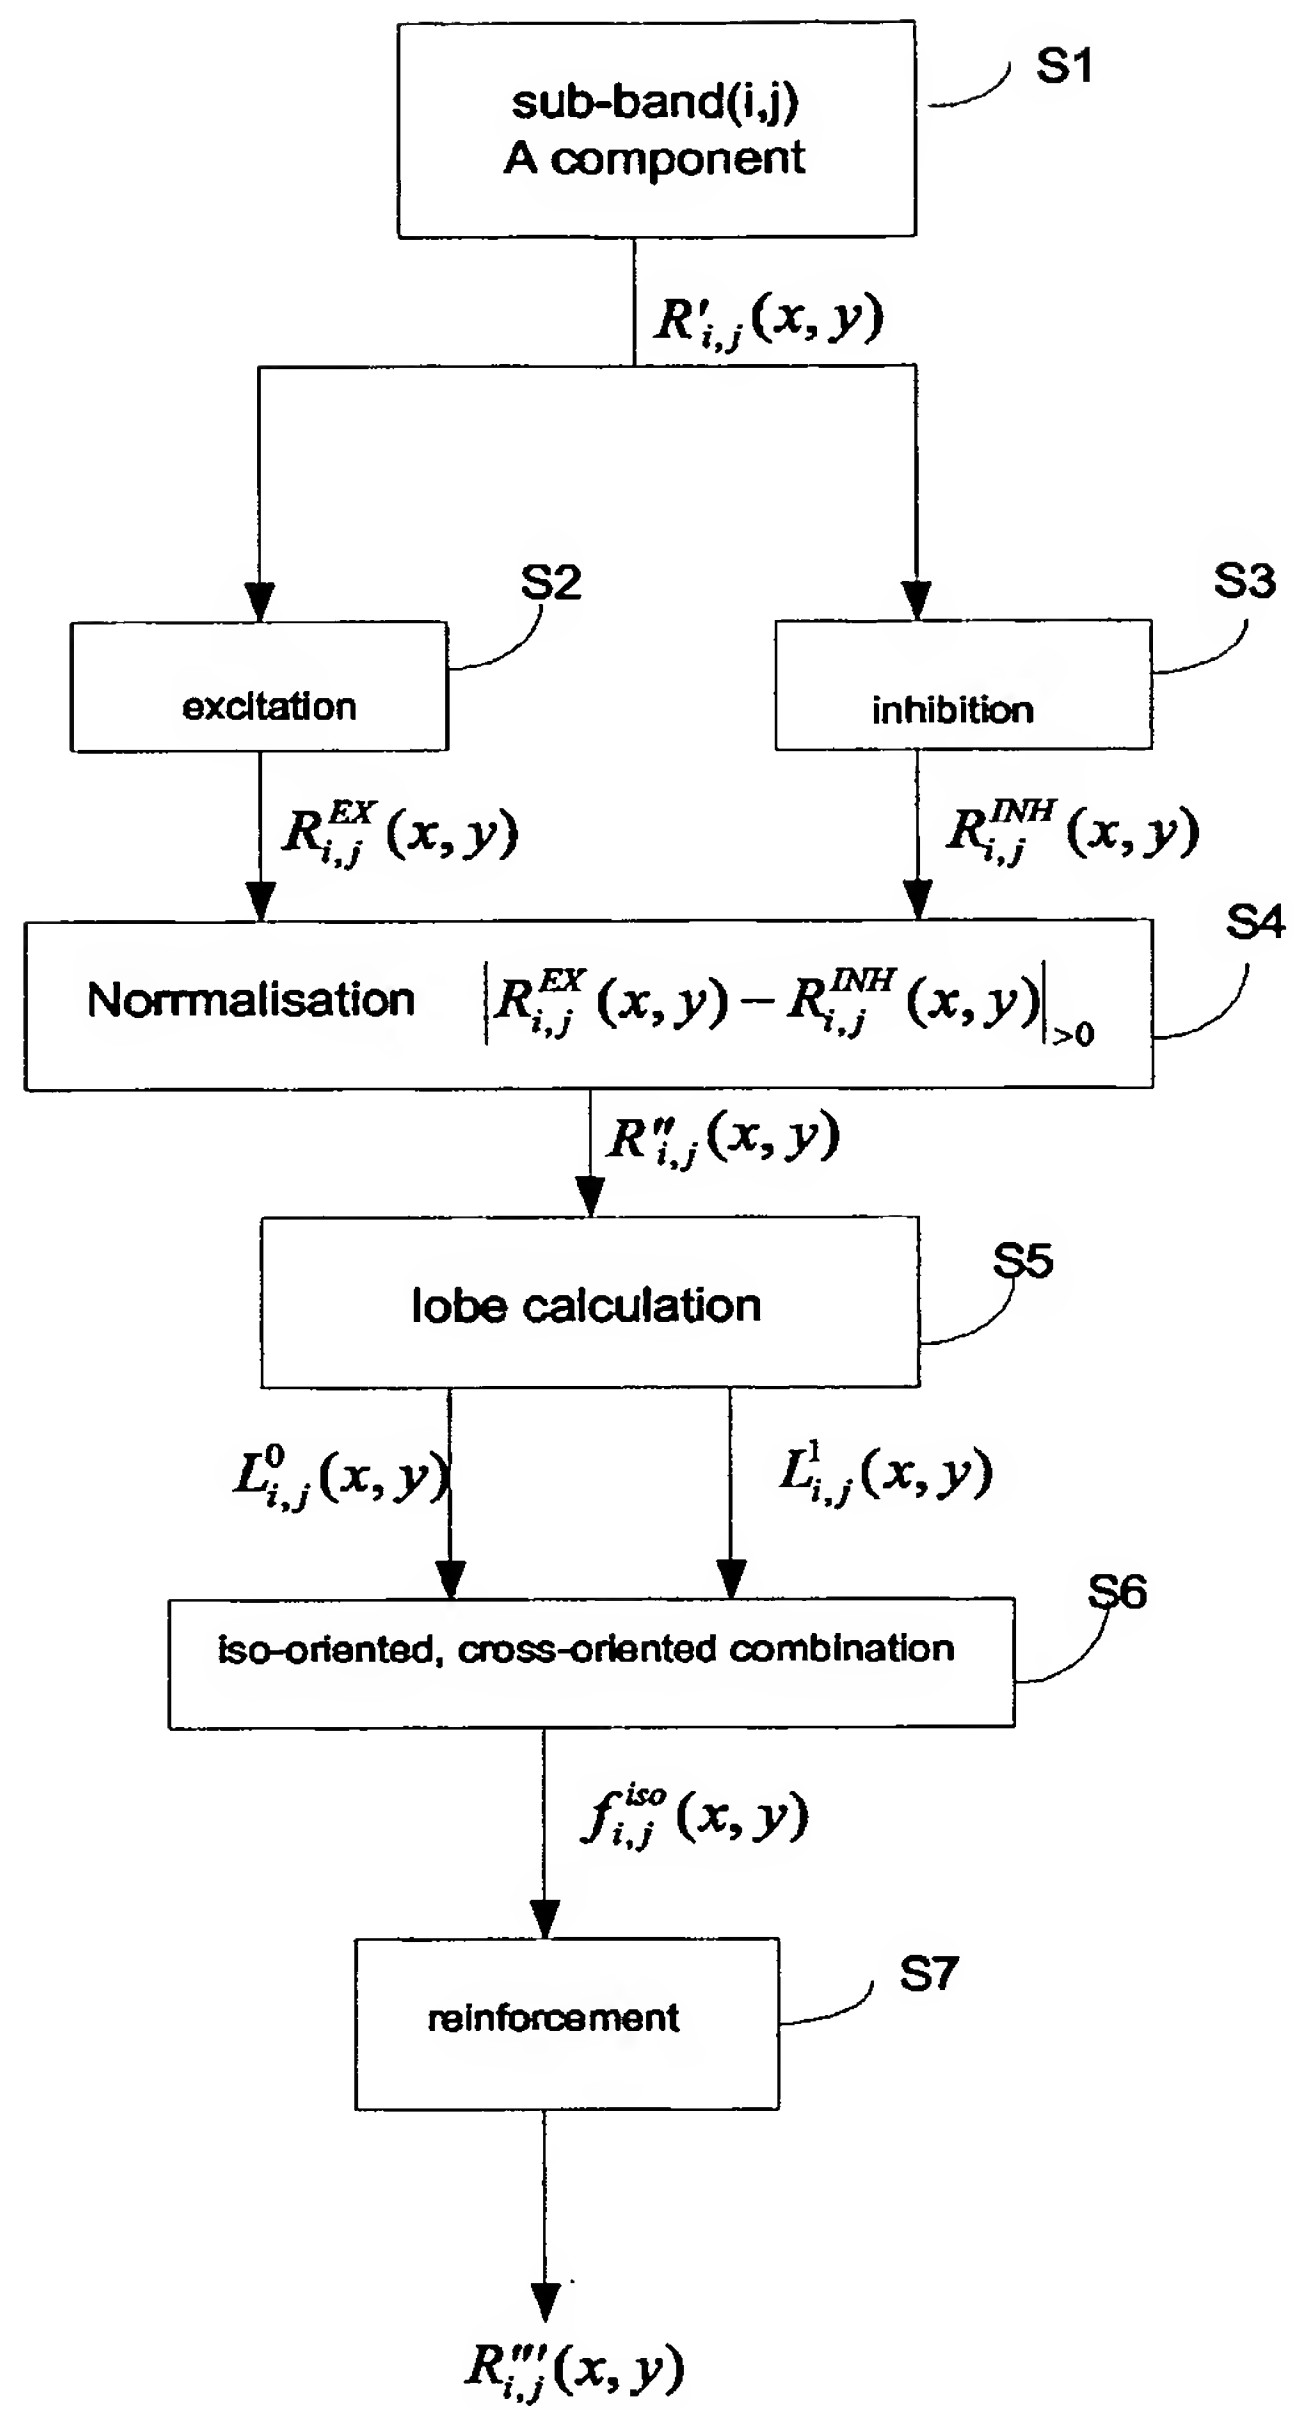 sub-band(i,j)
A component
S1
R′i,j(x, y)
S2
S3
excitation
inhibition
R^EX i,j (x, y)
R^INH i,j (x, y)
S4
Norrmalisation |R^EX i,j (x, y) – R^INH i,j (x, y)|>0
R″i,j(x, y)
lobe calculation
S5
L^0 i,j (x, y)
L^1 i,j (x, y)
S6
iso-oriented, cross-oriented combination
f^iso i,j (x, y)
S7
reinforcement
R‴i,j(x, y)